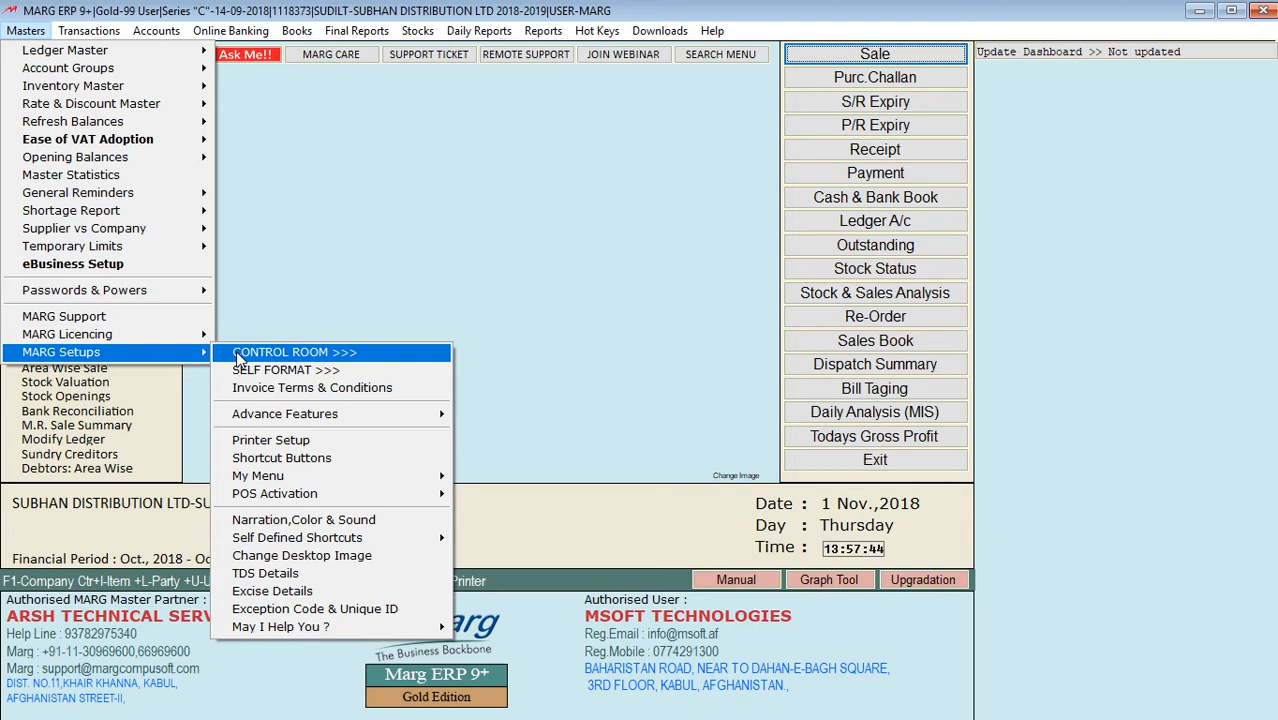 MARG ERP 9+|Gold-99 User|Series "C"-14-09-2018|1118373|SUDILT-SUBHAN DISTRIBUTION LTD 2018-2019|USER-MARG
Masters Transactions Accounts Online Banking Books Final Reports Stocks Daily Reports Reports Hot Keys Downloads Help
Ask Me!! MARG CARE SUPPORT TICKET REMOTE SUPPORT JOIN WEBINAR SEARCH MENU
Ledger Master
Account Groups
Inventory Master
Rate & Discount Master
Refresh Balances
Ease of VAT Adoption
Opening Balances
Master Statistics
General Reminders
Shortage Report
Supplier vs Company
Temporary Limits
eBusiness Setup
Passwords & Powers
MARG Support
MARG Licencing
MARG Setups
CONTROL ROOM >>>
SELF FORMAT >>>
Invoice Terms & Conditions
Advance Features
Printer Setup
Shortcut Buttons
My Menu
POS Activation
Narration,Color & Sound
Self Defined Shortcuts
Change Desktop Image
TDS Details
Excise Details
Exception Code & Unique ID
May I Help You ?
Area Wise Sale
Stock Valuation
Stock Openings
Bank Reconciliation
M.R. Sale Summary
Modify Ledger
Sundry Creditors
Debtors: Area Wise
Sale
Purc.Challan
S/R Expiry
P/R Expiry
Receipt
Payment
Cash & Bank Book
Ledger A/c
Outstanding
Stock Status
Stock & Sales Analysis
Re-Order
Sales Book
Dispatch Summary
Bill Taging
Daily Analysis (MIS)
Todays Gross Profit
Exit
Update Dashboard >> Not updated
Change Image
SUBHAN DISTRIBUTION LTD-SU
Financial Period : Oct., 2018 - Oc
Date : 1 Nov.,2018
Day : Thursday
Time : 13:57:44
F1-Company Ctr+I-Item +L-Party +U-U Printer
Manual Graph Tool Upgradation
Authorised MARG Master Partner :
ARSH TECHNICAL SERV
Help Line : 93782975340
Marg : +91-11-30969600,66969600
Marg : support@margcompusoft.com
DIST. NO.11,KHAIR KHANNA, KABUL,
AFGHANISTAN STREET-II,
The Business Backbone
Marg ERP 9+
Gold Edition
Authorised User :
MSOFT TECHNOLOGIES
Reg.Email : info@msoft.af
Reg.Mobile : 0774291300
BAHARISTAN ROAD, NEAR TO DAHAN-E-BAGH SQUARE,
3RD FLOOR, KABUL, AFGHANISTAN.,